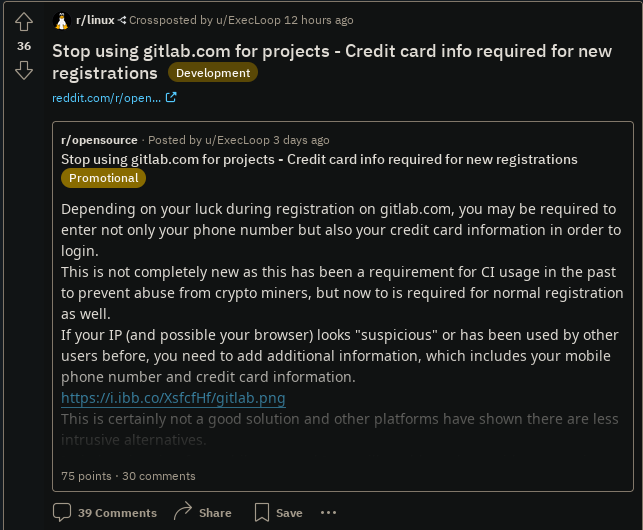 r/linux Crossposted by u/ExecLoop 12 hours ago
36
Stop using gitlab.com for projects - Credit card info required for new
registrations Development
reddit.com/r/open...
r/opensource · Posted by u/ExecLoop 3 days ago
Stop using gitlab.com for projects - Credit card info required for new registrations
Promotional
Depending on your luck during registration on gitlab.com, you may be required to
enter not only your phone number but also your credit card information in order to
login.
This is not completely new as this has been a requirement for CI usage in the past
to prevent abuse from crypto miners, but now to is required for normal registration
as well.
If your IP (and possible your browser) looks "suspicious" or has been used by other
users before, you need to add additional information, which includes your mobile
phone number and credit card information.
https://i.ibb.co/XsfcfHf/gitlab.png
This is certainly not a good solution and other platforms have shown there are less
intrusive alternatives.
75 points · 30 comments
39 Comments Share Save ···